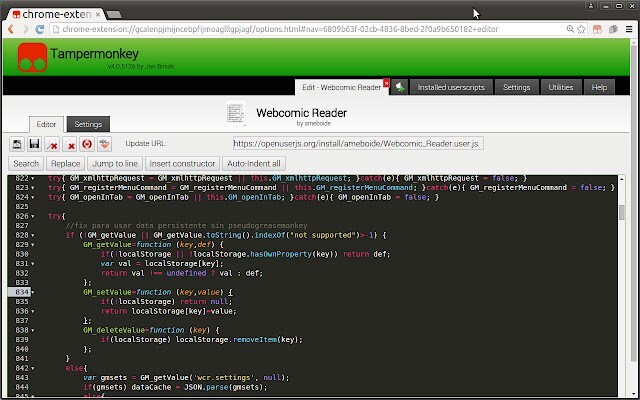 chrome-exten ×
chrome-extension://gcalenpjmijncebpfijmoaglllgpjagf/options.html#nav=6809b63f-02cb-4836-8bed-2f0a9b650182+editor
Tampermonkey
v4.0.5126 by Jan Biniok
Edit - Webcomic Reader
Installed userscripts
Settings
Utilities
Help
Webcomic Reader
by ameboide
Editor
Settings
Update URL:
https://openuserjs.org/install/ameboide/Webcomic_Reader.user.js
Search
Replace
Jump to line
Insert constructor
Auto-Indent all
822 try{ GM_xmlhttpRequest = GM_xmlhttpRequest || this.GM_xmlhttpRequest; }catch(e){ GM_xmlhttpRequest = false; }
823 try{ GM_registerMenuCommand = GM_registerMenuCommand || this.GM_registerMenuCommand; }catch(e){ GM_registerMenuCommand = false; }
824 try{ GM_openInTab = GM_openInTab || this.GM_openInTab; }catch(e){ GM_openInTab = false; }
825
826 try{
827 //fix para usar data persistente sin pseudogreasemonkey
828 if (!GM_getValue || GM_getValue.toString().indexOf("not supported")>-1) {
829 GM_getValue=function (key,def) {
830 if(!localStorage || !localStorage.hasOwnProperty(key)) return def;
831 var val = localStorage[key];
832 return val !== undefined ? val : def;
833 };
834 GM_setValue=function (key,value) {
835 if(!localStorage) return null;
836 return localStorage[key]=value;
837 };
838 GM_deleteValue=function (key) {
839 if(localStorage) localStorage.removeItem(key);
840 };
841 }
842 else{
843 var gmsets = GM_getValue('wcr.settings', null);
844 if(gmsets) dataCache = JSON.parse(gmsets);
845 else{